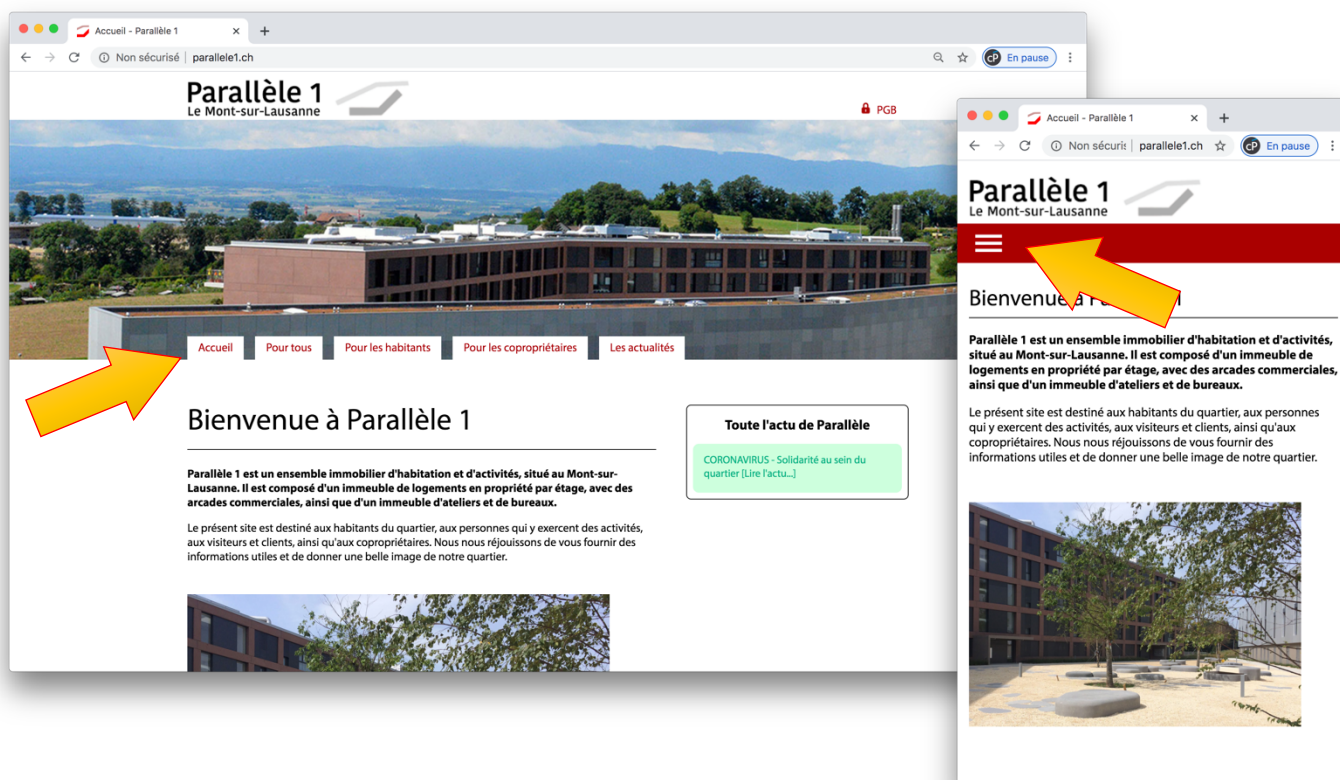 Accueil - Parallèle 1
Non sécurisé parallele1.ch
cP En pause
Parallèle 1
Le Mont-sur-Lausanne
PGB
Accueil Pour tous Pour les habitants Pour les copropriétaires Les actualités
Bienvenue à Parallèle 1
Parallèle 1 est un ensemble immobilier d'habitation et d'activités, situé au Mont-sur-
Lausanne. Il est composé d'un immeuble de logements en propriété par étage, avec des
arcades commerciales, ainsi que d'un immeuble d'ateliers et de bureaux.
Le présent site est destiné aux habitants du quartier, aux personnes qui y exercent des activités,
aux visiteurs et clients, ainsi qu'aux copropriétaires. Nous nous réjouissons de vous fournir des
informations utiles et de donner une belle image de notre quartier.
Toute l'actu de Parallèle
CORONAVIRUS - Solidarité au sein du
quartier [Lire l'actu...]
Accueil - Parallèle 1
Non sécuris parallele1.ch
cP En pause
Parallèle 1
Le Mont-sur-Lausanne
Bienvenue à
Parallèle 1 est un ensemble immobilier d'habitation et d'activités,
situé au Mont-sur-Lausanne. Il est composé d'un immeuble de
logements en propriété par étage, avec des arcades commerciales,
ainsi que d'un immeuble d'ateliers et de bureaux.
Le présent site est destiné aux habitants du quartier, aux personnes
qui y exercent des activités, aux visiteurs et clients, ainsi qu'aux
copropriétaires. Nous nous réjouissons de vous fournir des
informations utiles et de donner une belle image de notre quartier.